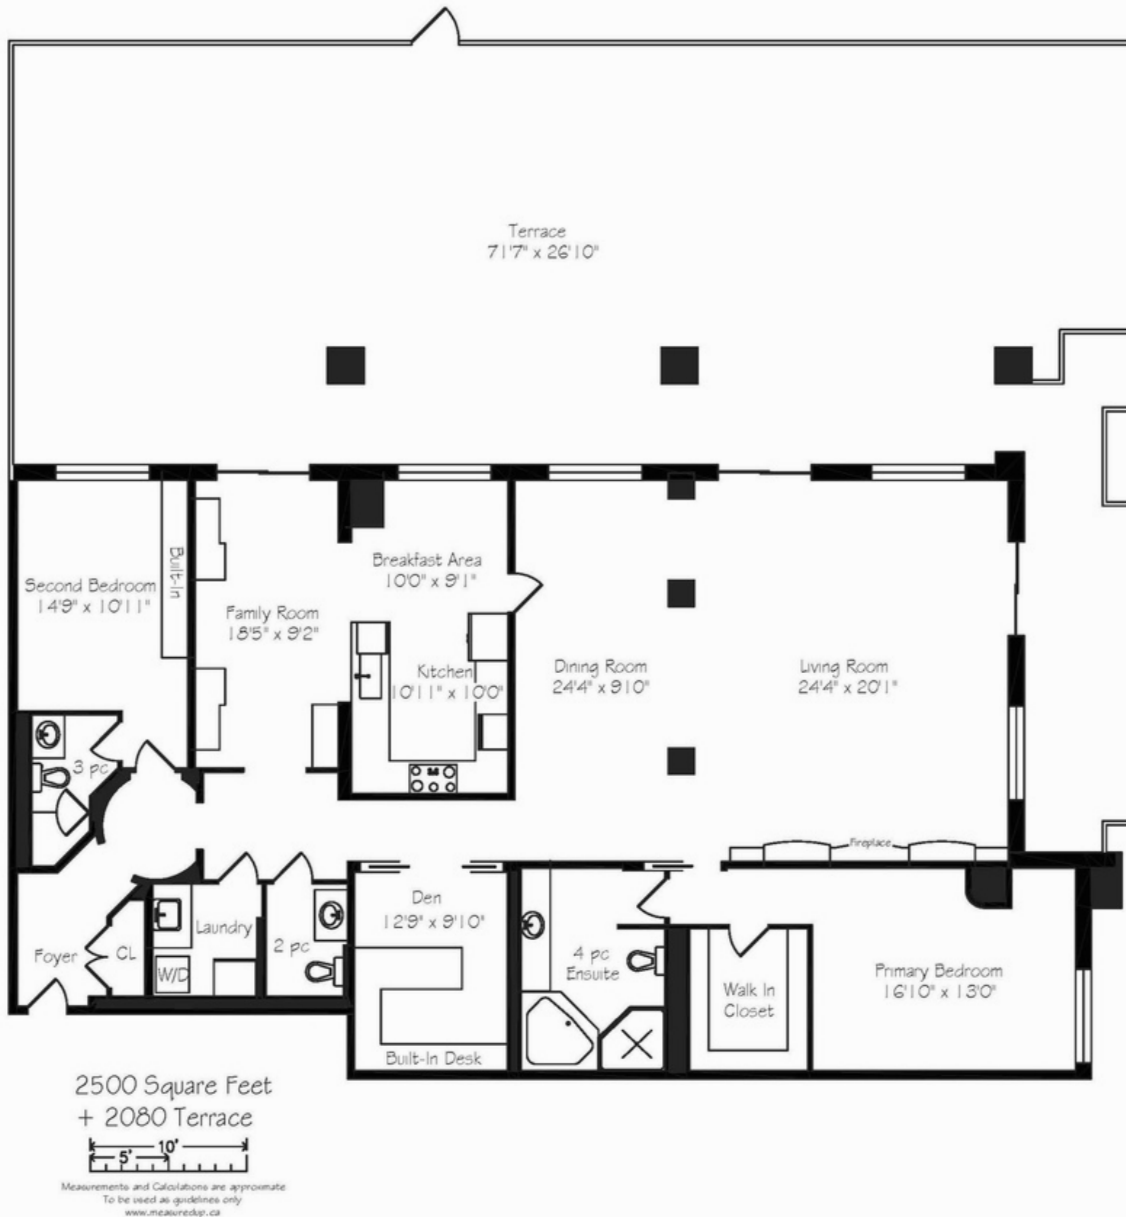 Terrace
71'7" x 26'10"
Built-In
Second Bedroom
14'9" x 10'11"
Family Room
18'5" x 9'2"
Breakfast Area
10'0" x 9'1"
Kitchen
10'11" x 10'0"
Dining Room
24'4" x 9'10"
Living Room
24'4" x 20'1"
3 pc
Fireplace
Foyer
CL
Laundry
W/D
2 pc
Den
12'9" x 9'10"
Built-In Desk
4 pc
Ensuite
Walk In
Closet
Primary Bedroom
16'10" x 13'0"
2500 Square Feet
+ 2080 Terrace
10'
5'
Measurements and Calculations are approximate
To be used as guidelines only
www.measuredup.ca